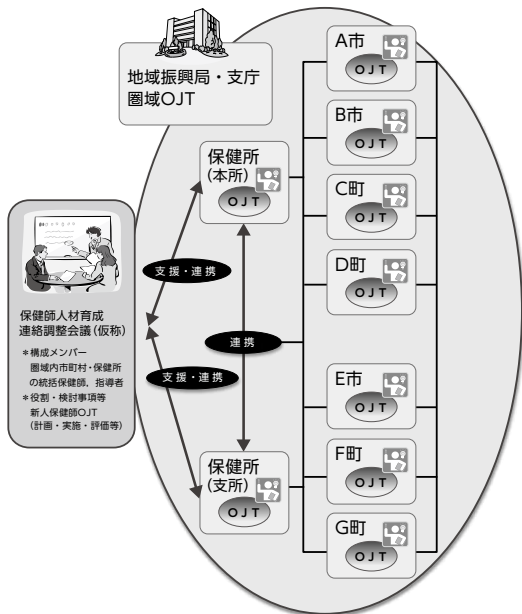 地域振興局・支庁
圏域OJT
保健所
(本所)
OJT
支援・連携
連携
支援・連携
保健師人材育成
連絡調整会議(仮称)
＊構成メンバー
圏域内市町村・保健所
の統括保健師，指導者
＊役割・検討事項等
新人保健師OJT
(計画・実施・評価等)
保健所
(支所)
OJT
A市
OJT
B市
OJT
C町
OJT
D町
OJT
E市
OJT
F町
OJT
G町
OJT